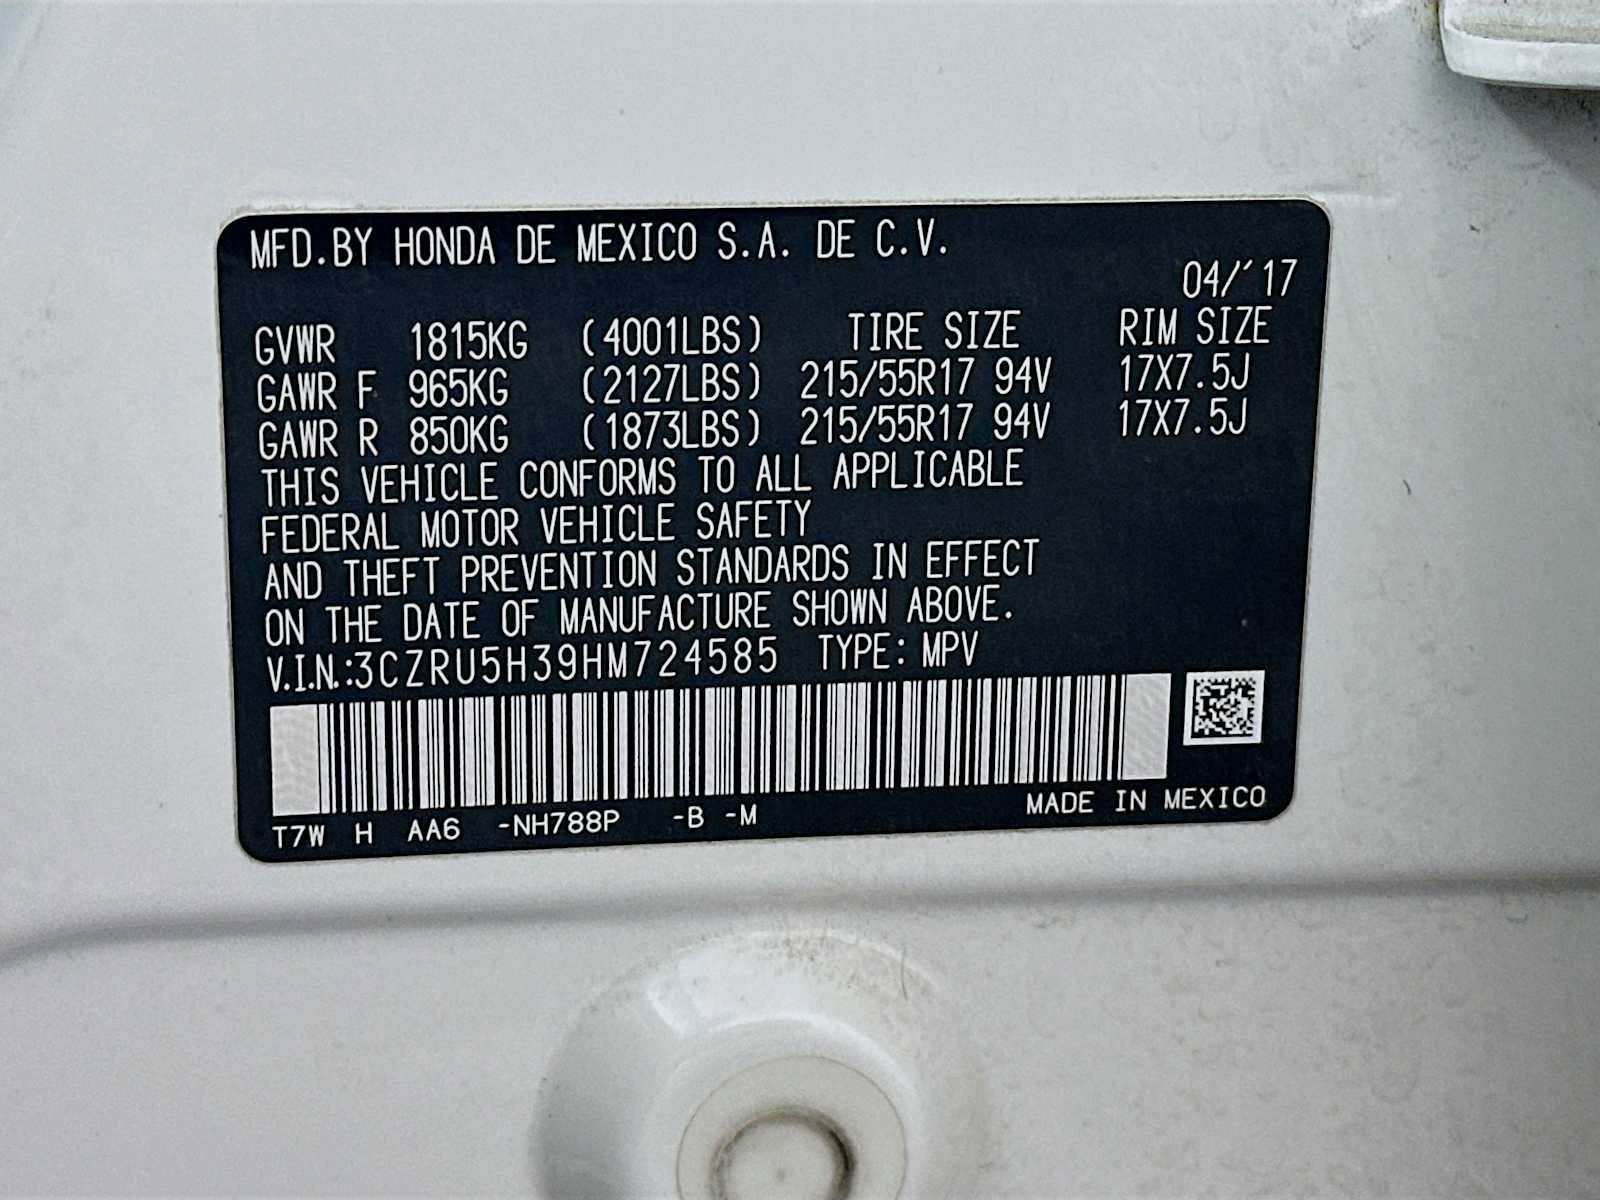 MFD.BY HONDA DE MEXICO S.A. DE C.V.
04/'17
GVWR 1815KG (4001LBS) TIRE SIZE RIM SIZE
GAWR F 965KG (2127LBS) 215/55R17 94V 17X7.5J
GAWR R 850KG (1873LBS) 215/55R17 94V 17X7.5J
THIS VEHICLE CONFORMS TO ALL APPLICABLE
FEDERAL MOTOR VEHICLE SAFETY
AND THEFT PREVENTION STANDARDS IN EFFECT
ON THE DATE OF MANUFACTURE SHOWN ABOVE.
V.I.N.:3CZRU5H39HM724585 TYPE: MPV
T7W H AA6 -NH788P -B -M MADE IN MEXICO